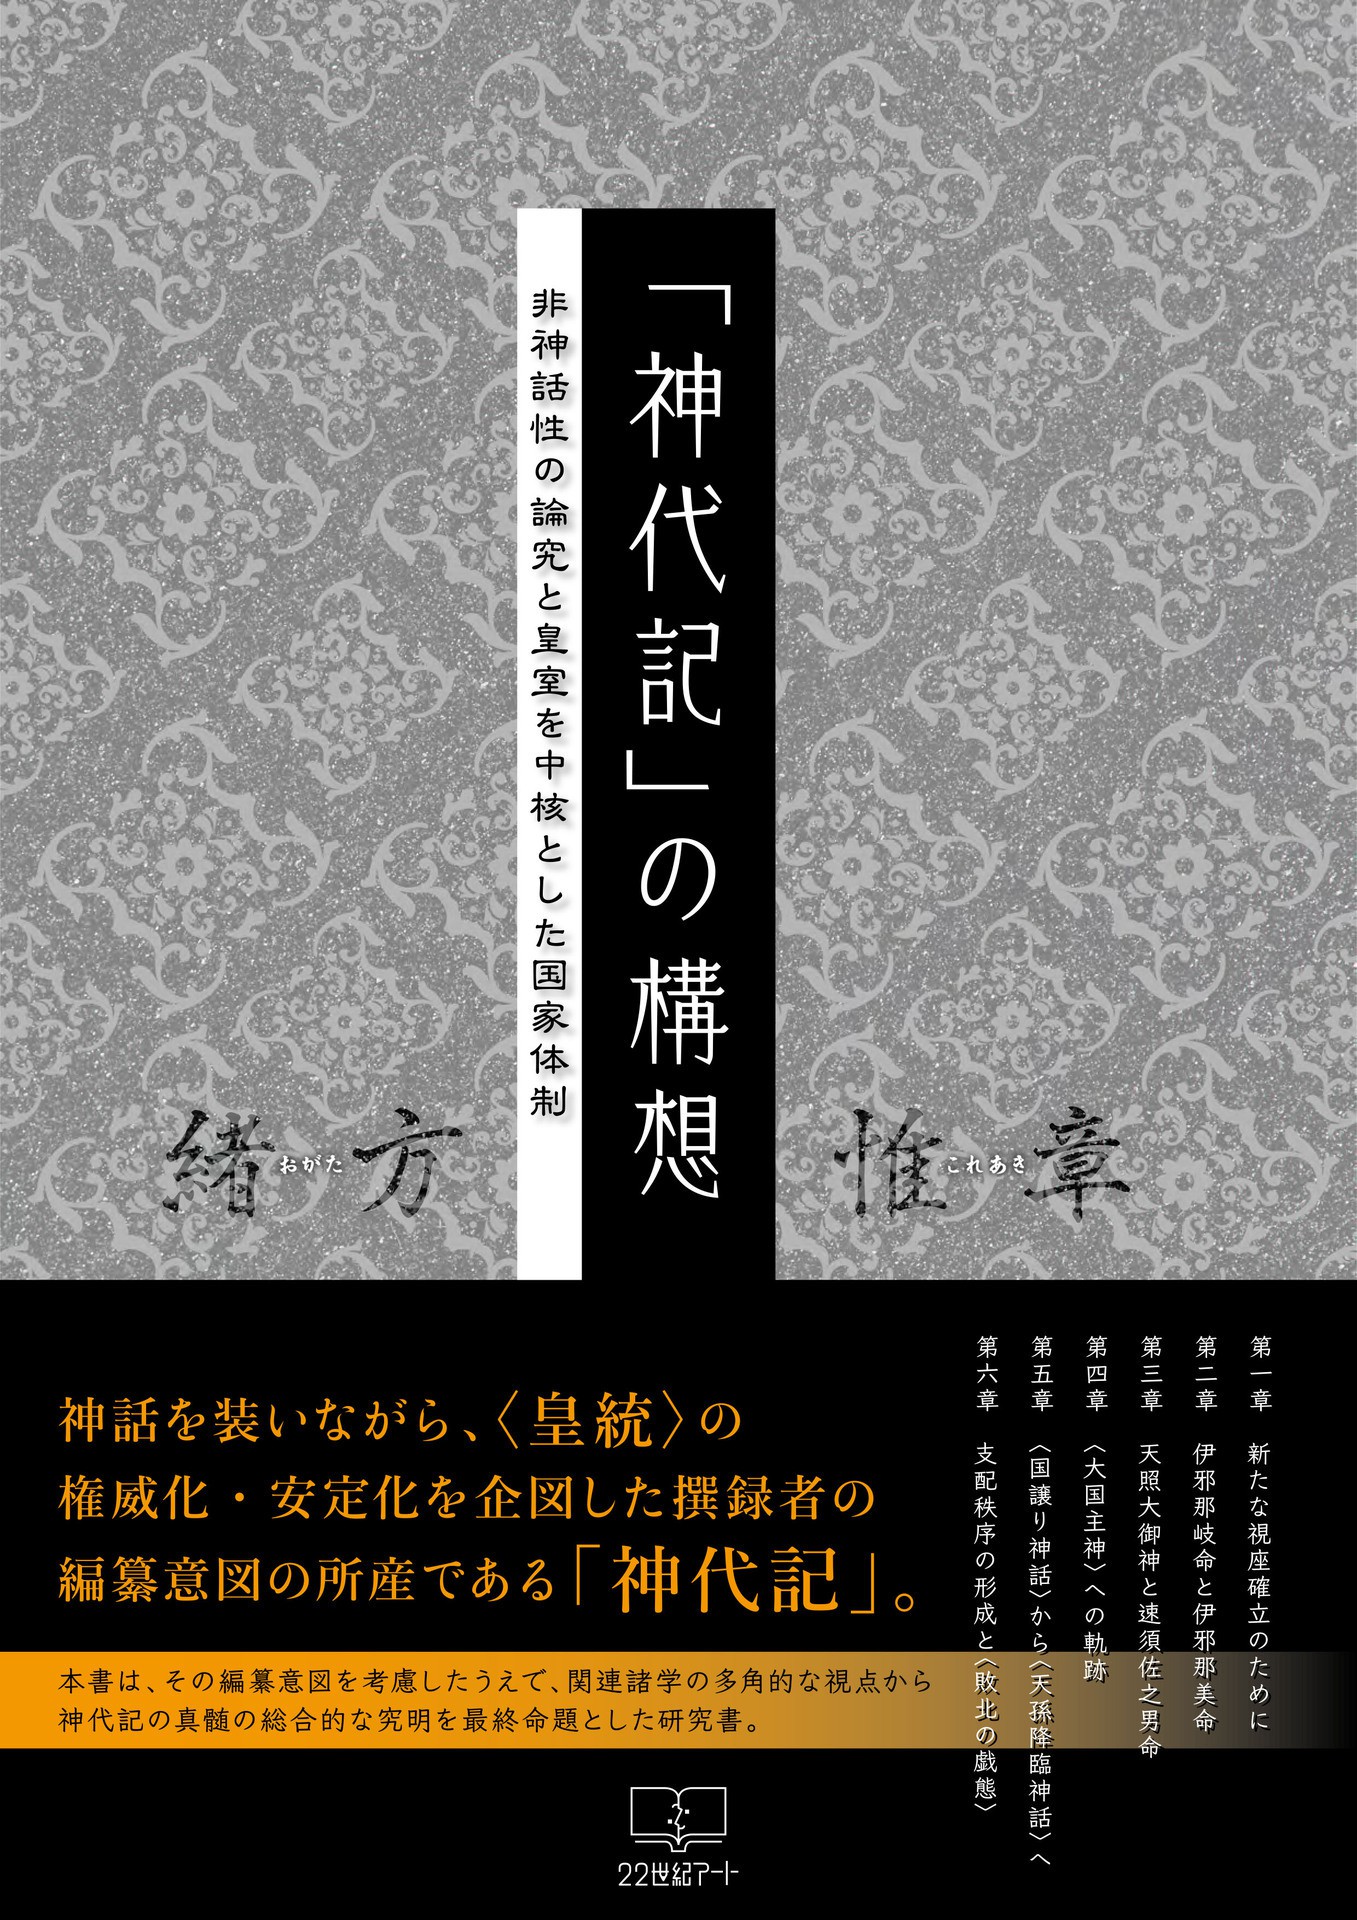 「神代記」の構想
非神話性の論究と皇室を中核とした国家体制
緒方
おがた
惟章
これあき
第一章　新たな視座確立のために
第二章　伊邪那岐命と伊邪那美命
第三章　天照大御神と速須佐之男命
第四章　〈大国主神〉への軌跡
第五章　〈国譲り神話〉から〈天孫降臨神話〉へ
第六章　支配秩序の形成と〈敗北の戯態〉
神話を装いながら、〈皇統〉の
権威化・安定化を企図した撰録者の
編纂意図の所産である「神代記」。
本書は、その編纂意図を考慮したうえで、関連諸学の多角的な視点から
神代記の真髄の総合的な究明を最終命題とした研究書。
22世紀アート